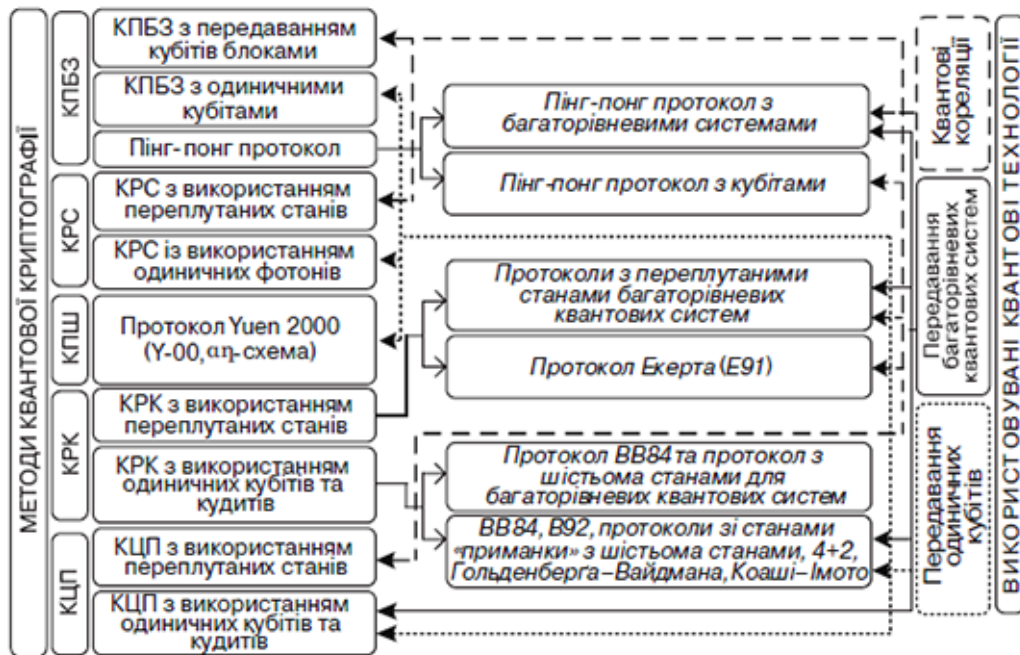 МЕТОДИ КВАНТОВОЇ КРИПТОГРАФІЇ
КПБЗ
КПБЗ з передаванням
кубітів блоками
КПБЗ з одиничними
кубітами
Пінг-понг протокол
КРС
КРС з використанням
переплутаних станів
КРС із використанням
одиничних фотонів
КПШ
Протокол Yuen 2000
(Y-00, αη-схема)
КРК
КРК з використанням
переплутаних станів
КРК з використанням
одиничних кубітів та
кудитів
КЦП
КЦП з використанням
переплутаних станів
КЦП з використанням
одиничних кубітів та
кудитів
Пінг-понг протокол з
багаторівневими системами
Пінг-понг протокол з кубітами
Протоколи з переплутаними
станами багаторівневих
квантових систем
Протокол Екерта (E91)
Протокол BB84 та протокол з
шістьома станами для
багаторівневих квантових систем
BB84, B92, протоколи зі станами
«приманки» з шістьома станами, 4+2,
Гольденберґа–Вайдмана, Коаші–Імото
Квантові
кореляції
Передавання
багаторівневих
квантових систем
Передавання
одиничних
кубітів
ВИКОРИСТОВУВАНІ КВАНТОВІ ТЕХНОЛОГІЇ